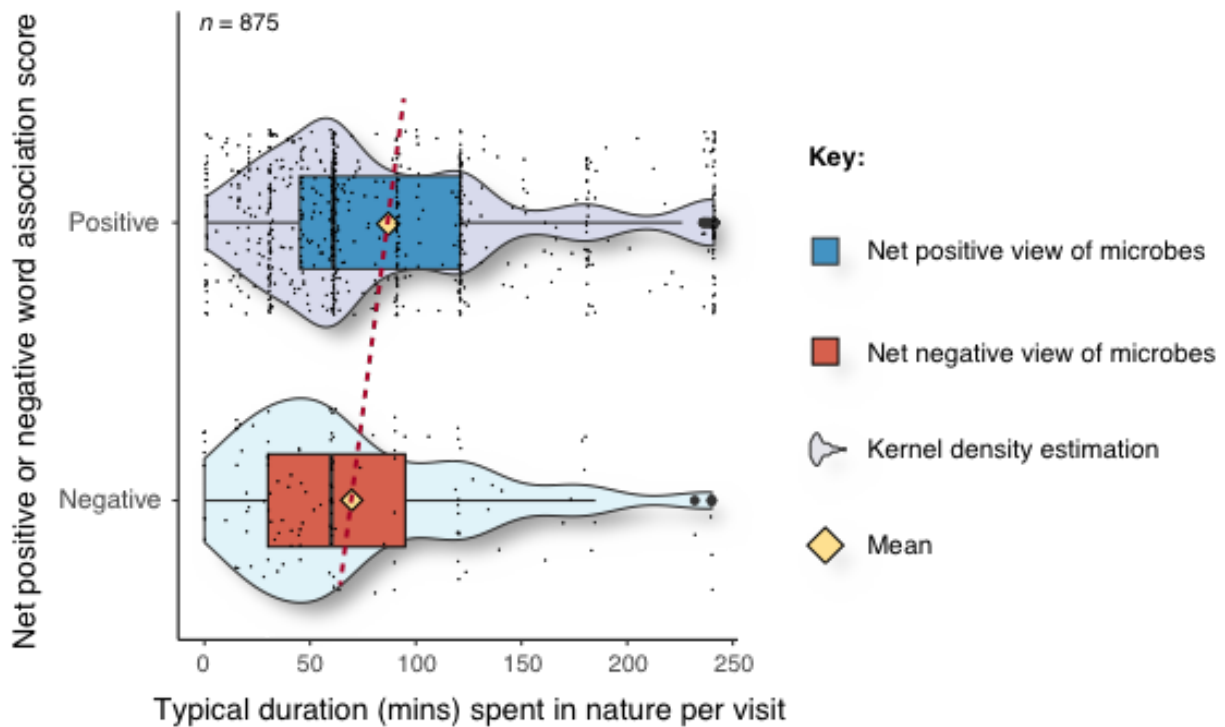 Net positive or negative word association score
n = 875
Positive
Negative
0 50 100 150 200 250
Typical duration (mins) spent in nature per visit
Key:
Net positive view of microbes
Net negative view of microbes
Kernel density estimation
Mean